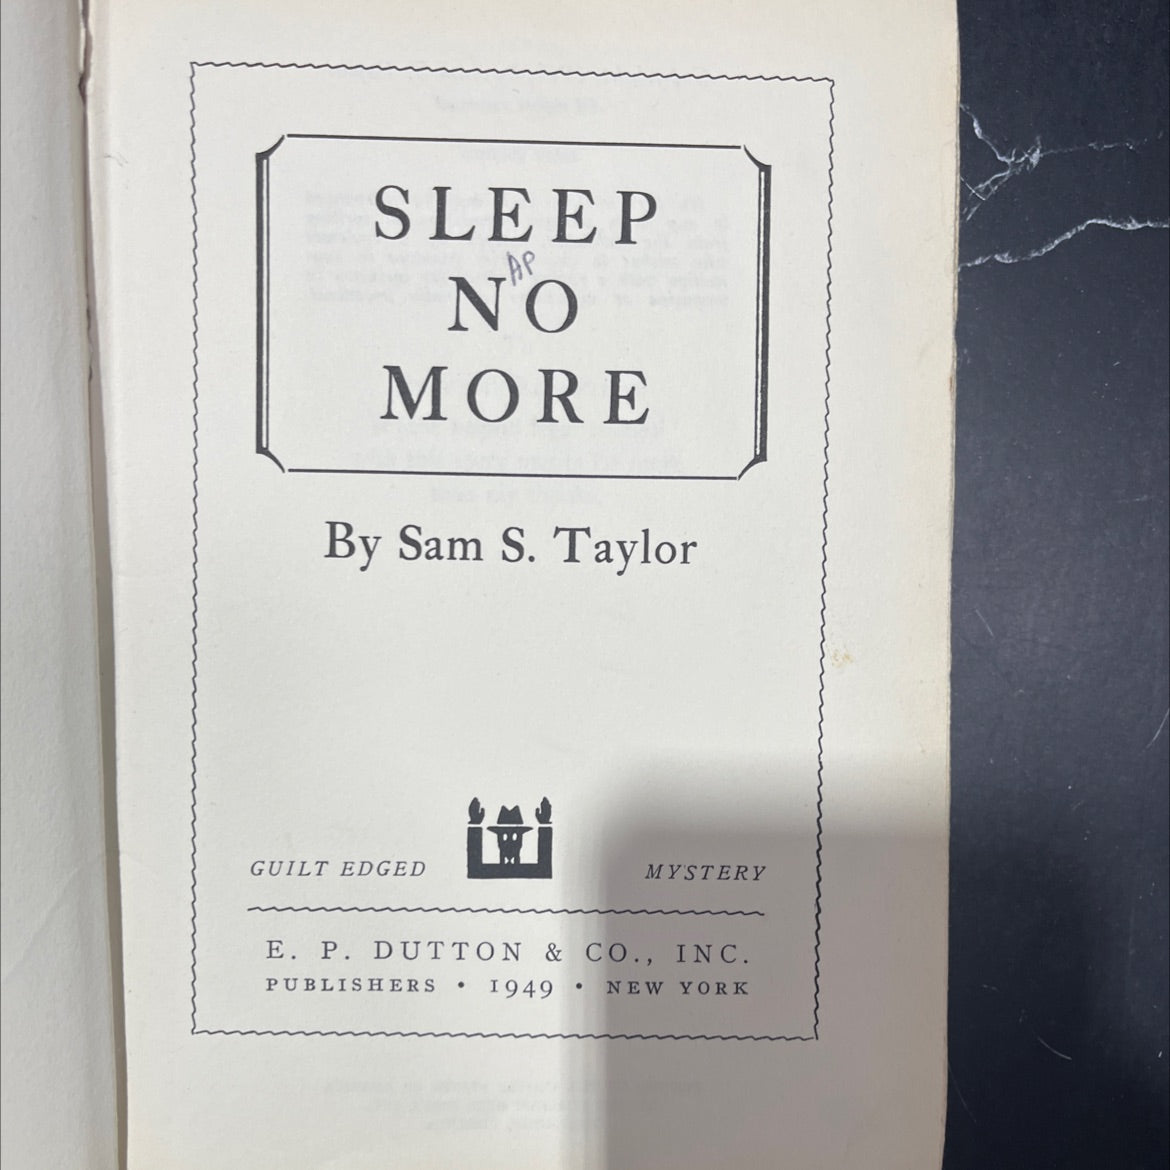 SLEEP
AP
NO
MORE
By Sam S. Taylor
GUILT EDGED MYSTERY
E. P. DUTTON & CO., INC.
PUBLISHERS • 1949 • NEW YORK